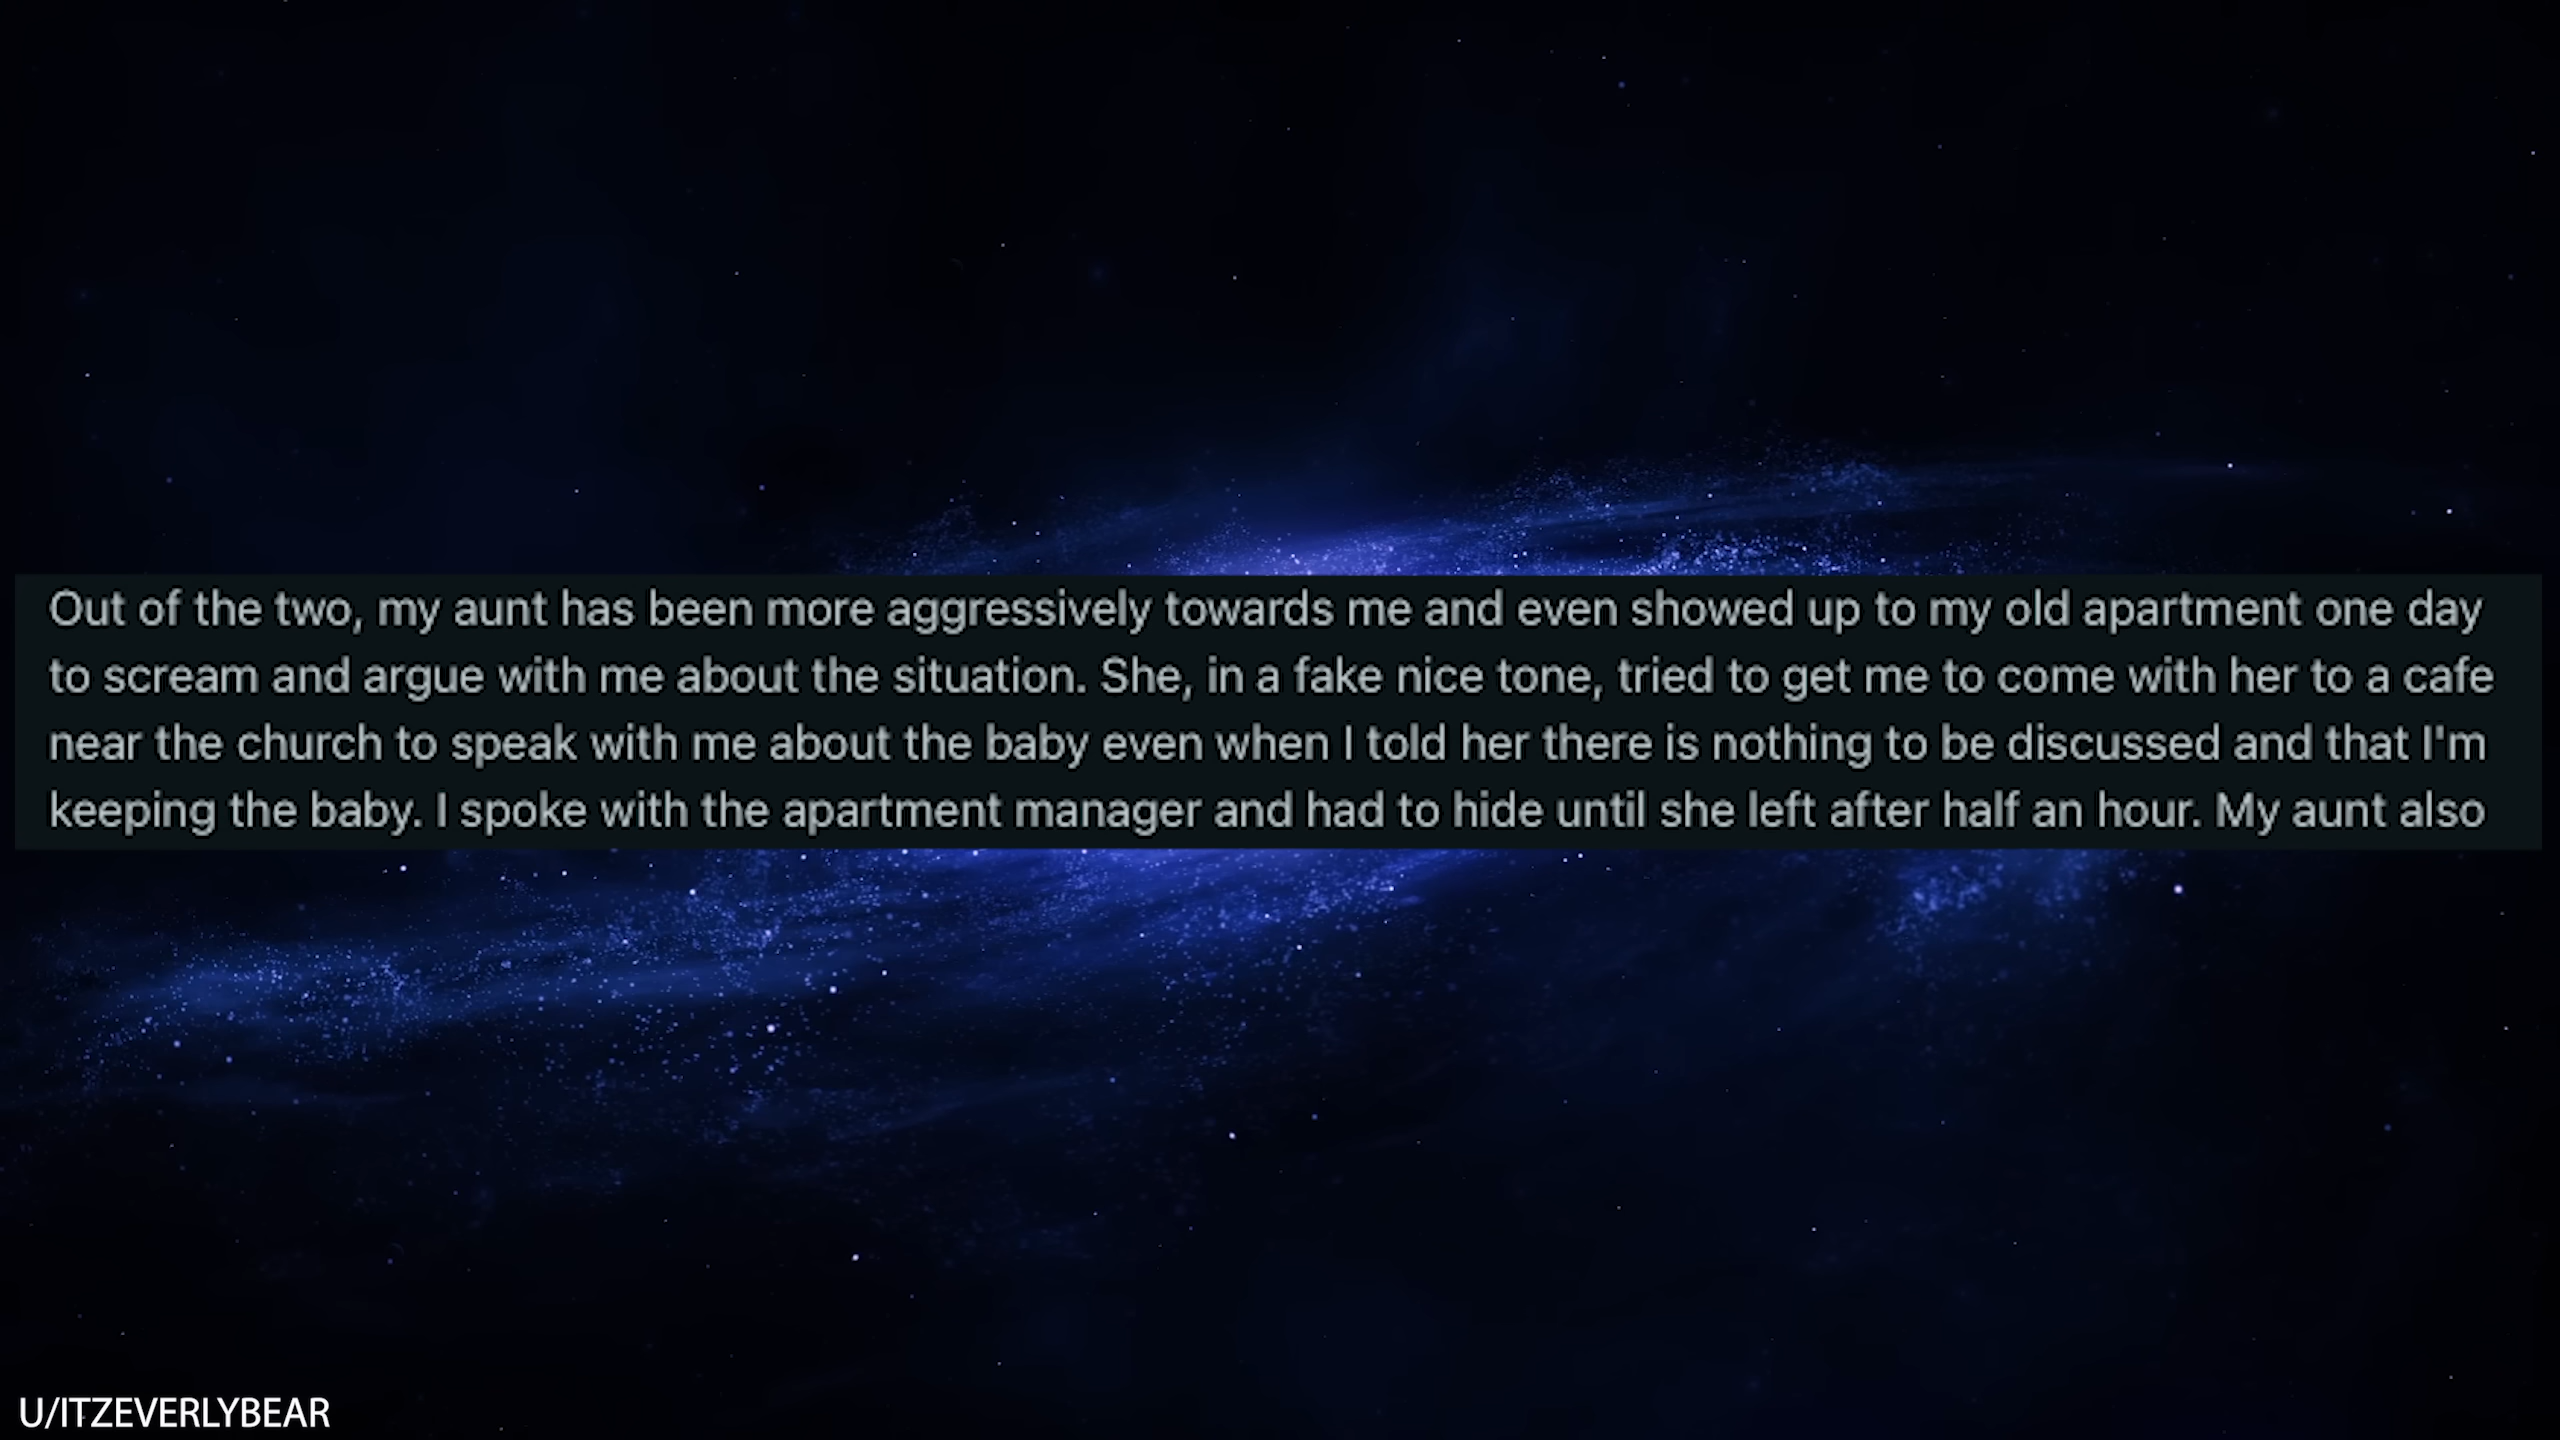 Out of the two, my aunt has been more aggressively towards me and even showed up to my old apartment one day
to scream and argue with me about the situation. She, in a fake nice tone, tried to get me to come with her to a cafe
near the church to speak with me about the baby even when I told her there is nothing to be discussed and that I'm
keeping the baby. I spoke with the apartment manager and had to hide until she left after half an hour. My aunt also
U/ITZEVERLYBEAR